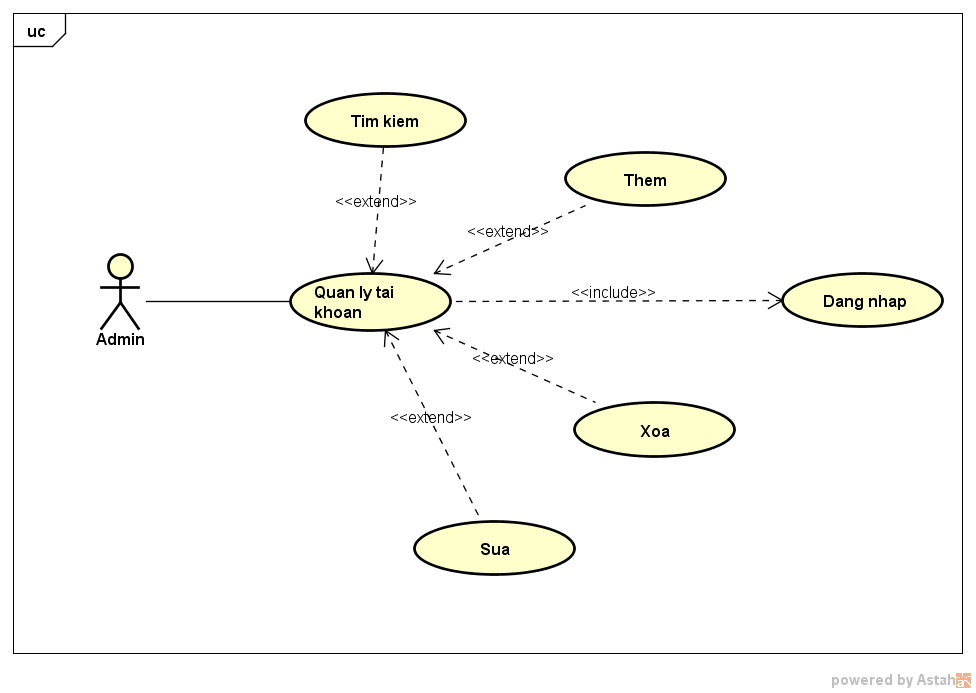 uc
Tim kiem
<<extend>>
Them
<<extend>>
Quan ly tai
khoan
<<include>>
Dang nhap
Admin
<<extend>>
<<extend>>
Xoa
Sua
powered by Astah